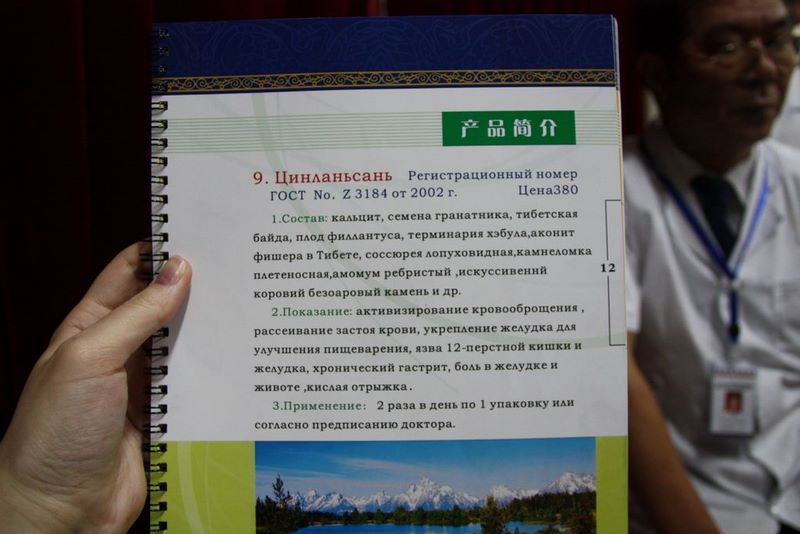 产品简介
9. Цинланьсань Регистрационный номер
ГОСТ No. Z 3184 от 2002 г. Цена380
1.Состав: кальцит, семена гранатника, тибетская
байда, плод филлантуса, терминария хэбула,аконит
фишера в Тибете, соссюрея лопуховидная,камнеломка
плетеносная,амомум ребристый ,искуссивеннй
коровий безоаровый камень и др.
12
2.Показание: активизирование кровооброщения ,
рассеивание застоя крови, укрепление желудка для
улучшения пищеварения, язва 12-перстной кишки и
желудка, хронический гастрит, боль в желудке и
животе ,кислая отрыжка.
3.Применение: 2 раза в день по 1 упаковку или
согласно предписанию доктора.